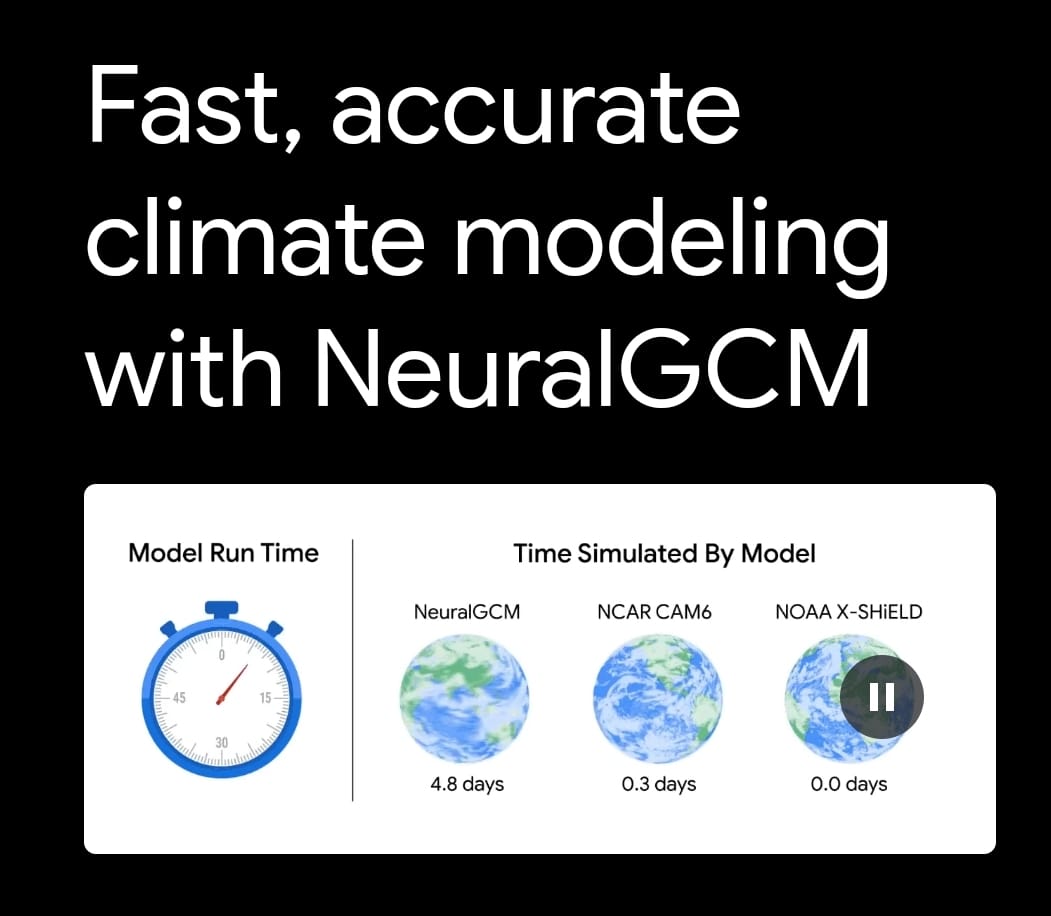 Fast, accurate
climate modeling
with NeuralGCM
Model Run Time
0
45
15
30
Time Simulated By Model
NeuralGCM
NCAR CAM6
NOAA X-SHiELD
4.8 days
0.3 days
0.0 days